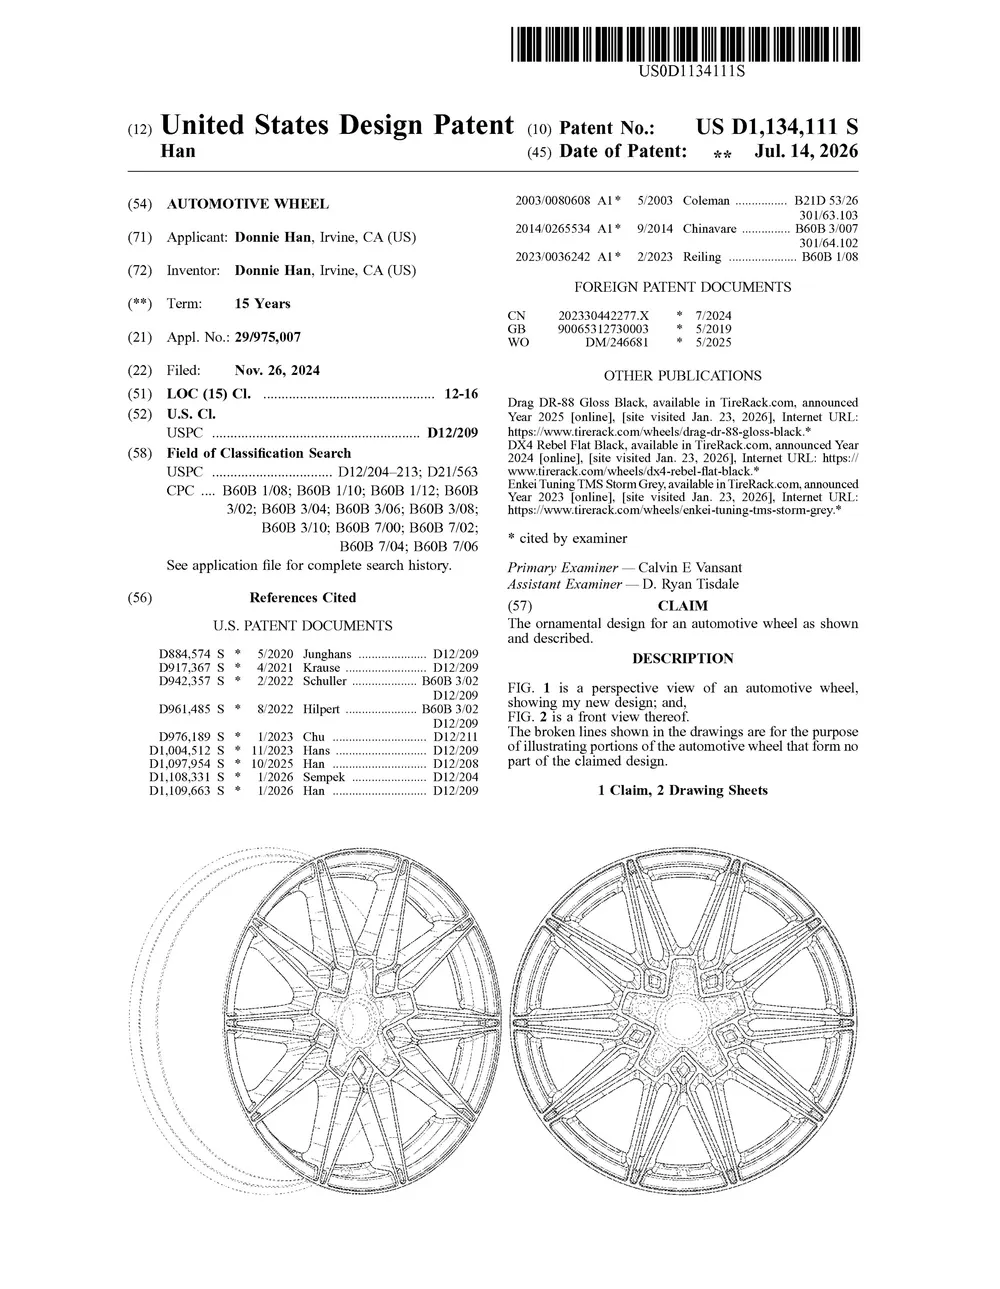 US0D1134111S
(12) United States Design Patent
Han
(10) Patent No.: US D1,134,111 S
(45) Date of Patent: ** Jul. 14, 2026
(54) AUTOMOTIVE WHEEL
(71) Applicant: Donnie Han, Irvine, CA (US)
(72) Inventor: Donnie Han, Irvine, CA (US)
(**) Term: 15 Years
(21) Appl. No.: 29/975,007
(22) Filed: Nov. 26, 2024
(51) LOC (15) Cl. .............................................. 12-16
(52) U.S. Cl.
USPC ........................................................ D12/209
(58) Field of Classification Search
USPC ................................ D12/204–213; D21/563
CPC .... B60B 1/08; B60B 1/10; B60B 1/12; B60B
3/02; B60B 3/04; B60B 3/06; B60B 3/08;
B60B 3/10; B60B 7/00; B60B 7/02;
B60B 7/04; B60B 7/06
See application file for complete search history.
(56) References Cited
U.S. PATENT DOCUMENTS
D884,574 S * 5/2020 Junghans ..................... D12/209
D917,367 S * 4/2021 Krause ......................... D12/209
D942,357 S * 2/2022 Schuller .................... B60B 3/02
D12/209
D961,485 S * 8/2022 Hilpert ...................... B60B 3/02
D12/209
D976,189 S * 1/2023 Chu ............................. D12/211
D1,004,512 S * 11/2023 Hans ............................ D12/209
D1,097,954 S * 10/2025 Han ............................. D12/208
D1,108,331 S * 1/2026 Sempek ....................... D12/204
D1,109,663 S * 1/2026 Han ............................. D12/209
2003/0080608 A1* 5/2003 Coleman ................ B21D 53/26
301/63.103
2014/0265534 A1* 9/2014 Chinavare ............... B60B 3/007
301/64.102
2023/0036242 A1* 2/2023 Reiling ..................... B60B 1/08
FOREIGN PATENT DOCUMENTS
CN 202330442277.X * 7/2024
GB 90065312730003 * 5/2019
WO DM/246681 * 5/2025
OTHER PUBLICATIONS
Drag DR-88 Gloss Black, available in TireRack.com, announced
Year 2025 [online], [site visited Jan. 23, 2026], Internet URL:
https://www.tirerack.com/wheels/drag-dr-88-gloss-black.*
DX4 Rebel Flat Black, available in TireRack.com, announced Year
2024 [online], [site visited Jan. 23, 2026], Internet URL: https://
www.tirerack.com/wheels/dx4-rebel-flat-black.*
Enkei Tuning TMS Storm Grey, available in TireRack.com, announced
Year 2023 [online], [site visited Jan. 23, 2026], Internet URL:
https://www.tirerack.com/wheels/enkei-tuning-tms-storm-grey.*
* cited by examiner
Primary Examiner — Calvin E Vansant
Assistant Examiner — D. Ryan Tisdale
(57) CLAIM
The ornamental design for an automotive wheel as shown
and described.
DESCRIPTION
FIG. 1 is a perspective view of an automotive wheel,
showing my new design; and,
FIG. 2 is a front view thereof.
The broken lines shown in the drawings are for the purpose
of illustrating portions of the automotive wheel that form no
part of the claimed design.
1 Claim, 2 Drawing Sheets